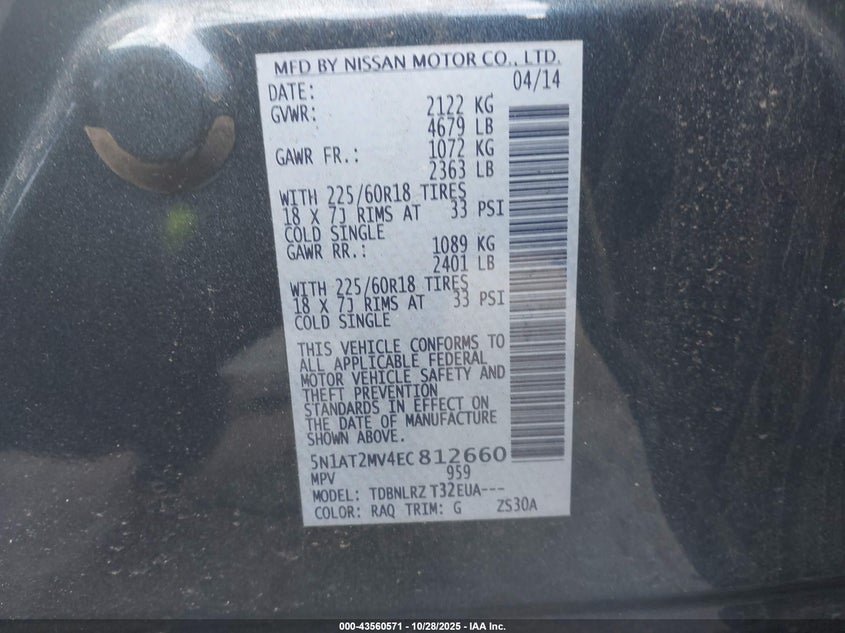 MFD BY NISSAN MOTOR CO., LTD.
DATE: 04/14
GVWR: 2122 KG
4679 LB
GAWR FR.: 1072 KG
2363 LB
WITH 225/60R18 TIRES
18 X 7J RIMS AT 33 PSI
COLD SINGLE
GAWR RR.: 1089 KG
2401 LB
WITH 225/60R18 TIRES
18 X 7J RIMS AT 33 PSI
COLD SINGLE
THIS VEHICLE CONFORMS TO
ALL APPLICABLE FEDERAL
MOTOR VEHICLE SAFETY AND
THEFT PREVENTION
STANDARDS IN EFFECT ON
THE DATE OF MANUFACTURE
SHOWN ABOVE.
5N1AT2MV4EC812660
MPV 959
MODEL: TDBNLRZ T32EUA---
COLOR: RAQ TRIM: G ZS30A
000-43560571 | 10/28/2025 - IAA Inc.